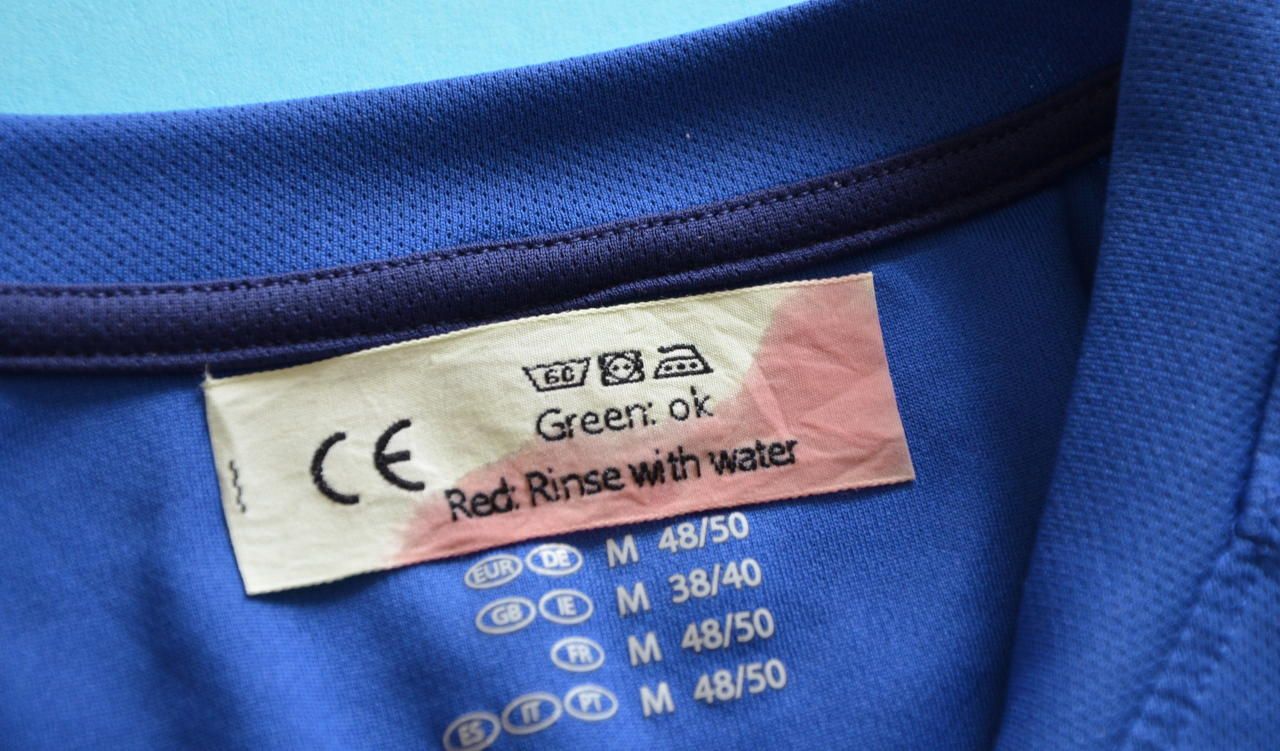 60
Green: ok
CE
Red: Rinse with water
EUR DE M 48/50
GB IE M 38/40
FR M 48/50
ES IT PT M 48/50